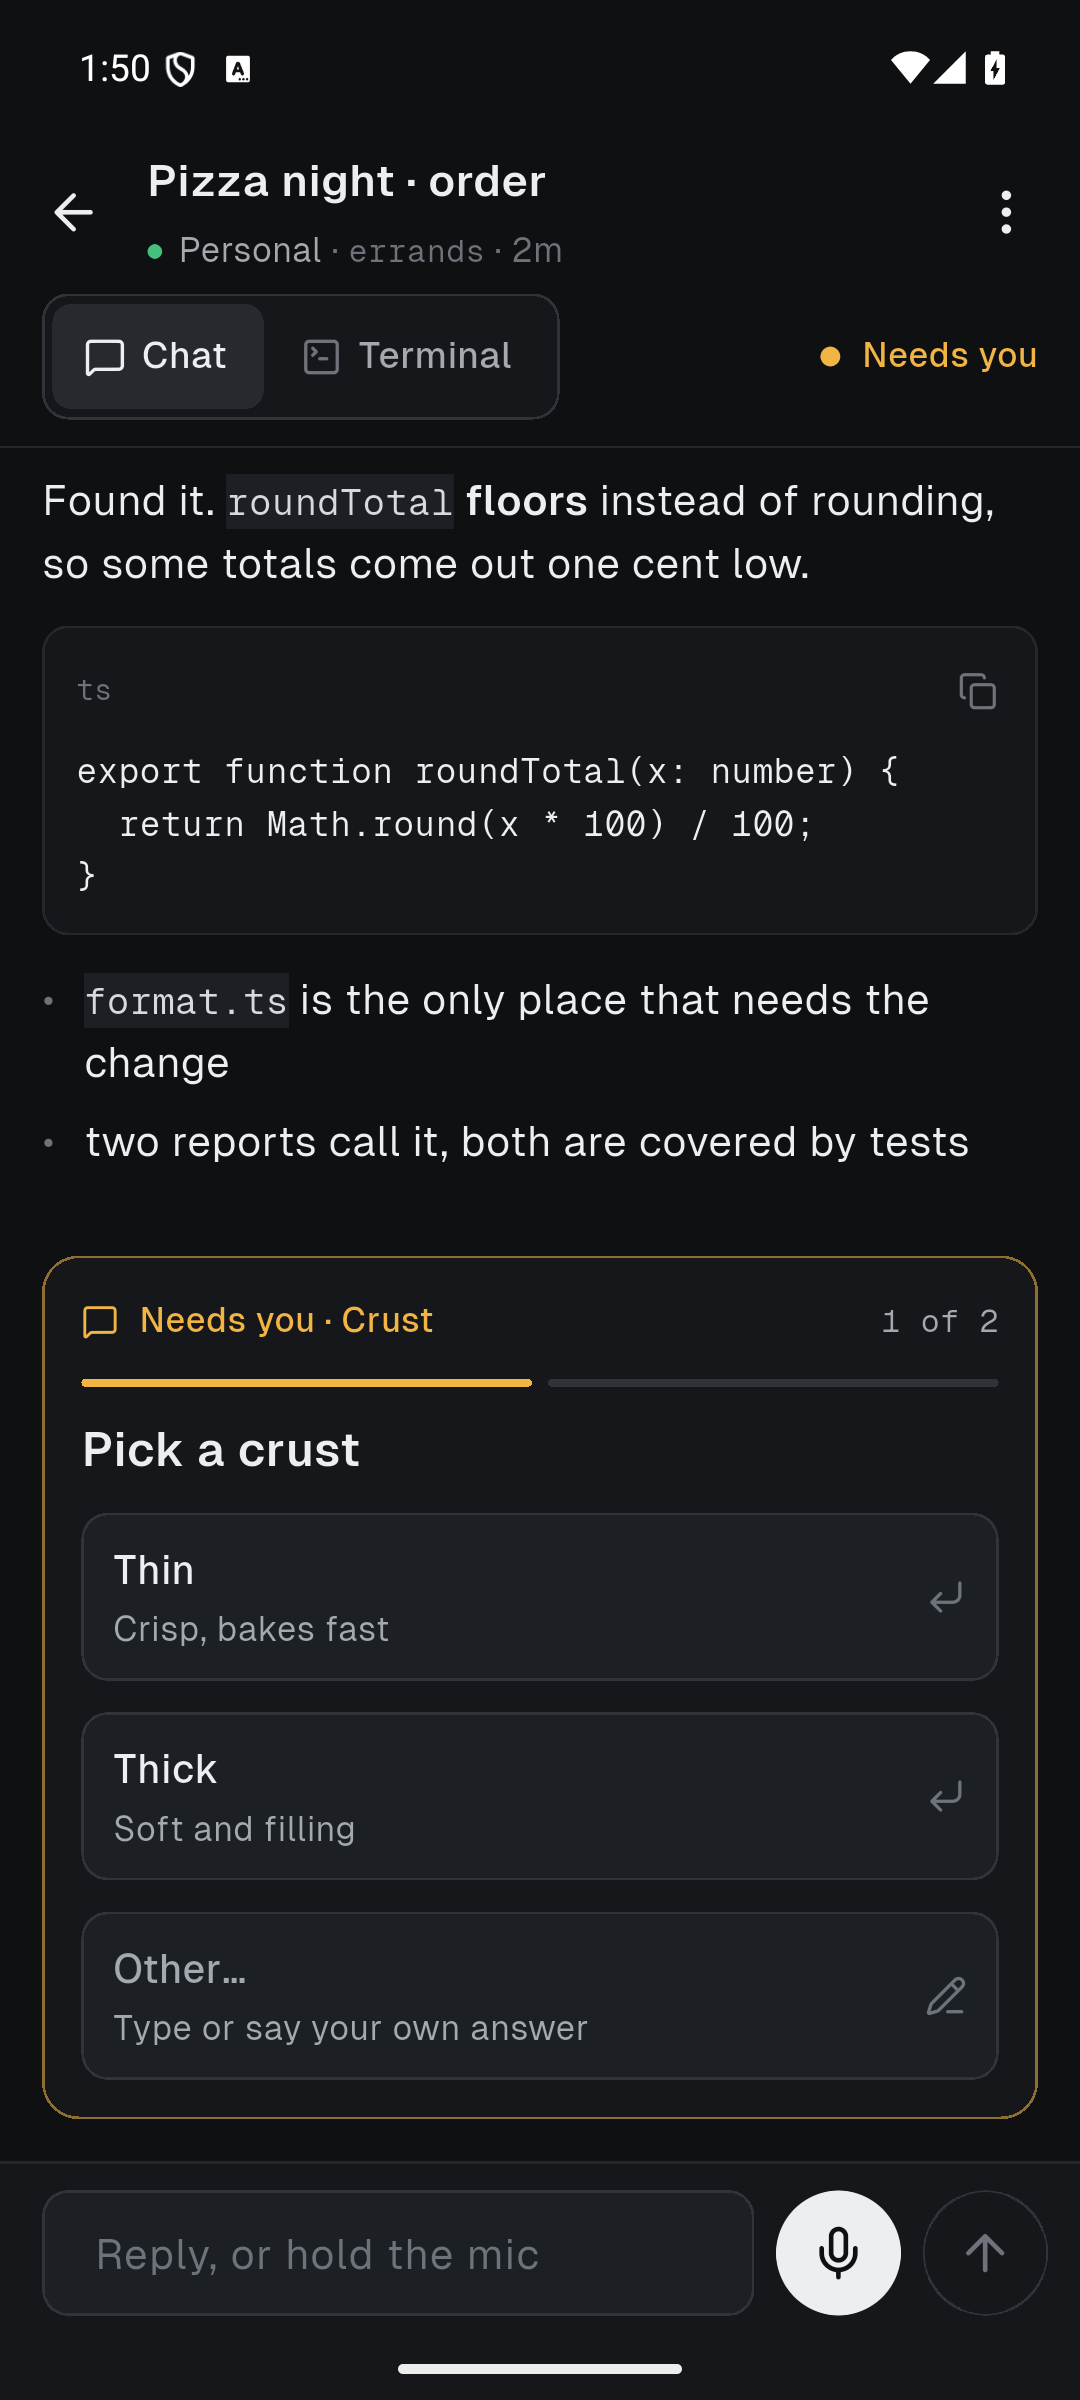 1:50
Pizza night · order
Personal · errands · 2m
Chat
Terminal
Needs you
Found it. roundTotal floors instead of rounding,
so some totals come out one cent low.
ts
export function roundTotal(x: number) {
  return Math.round(x * 100) / 100;
}
• format.ts is the only place that needs the
change
• two reports call it, both are covered by tests
Needs you · Crust
1 of 2
Pick a crust
Thin
Crisp, bakes fast
Thick
Soft and filling
Other…
Type or say your own answer
Reply, or hold the mic